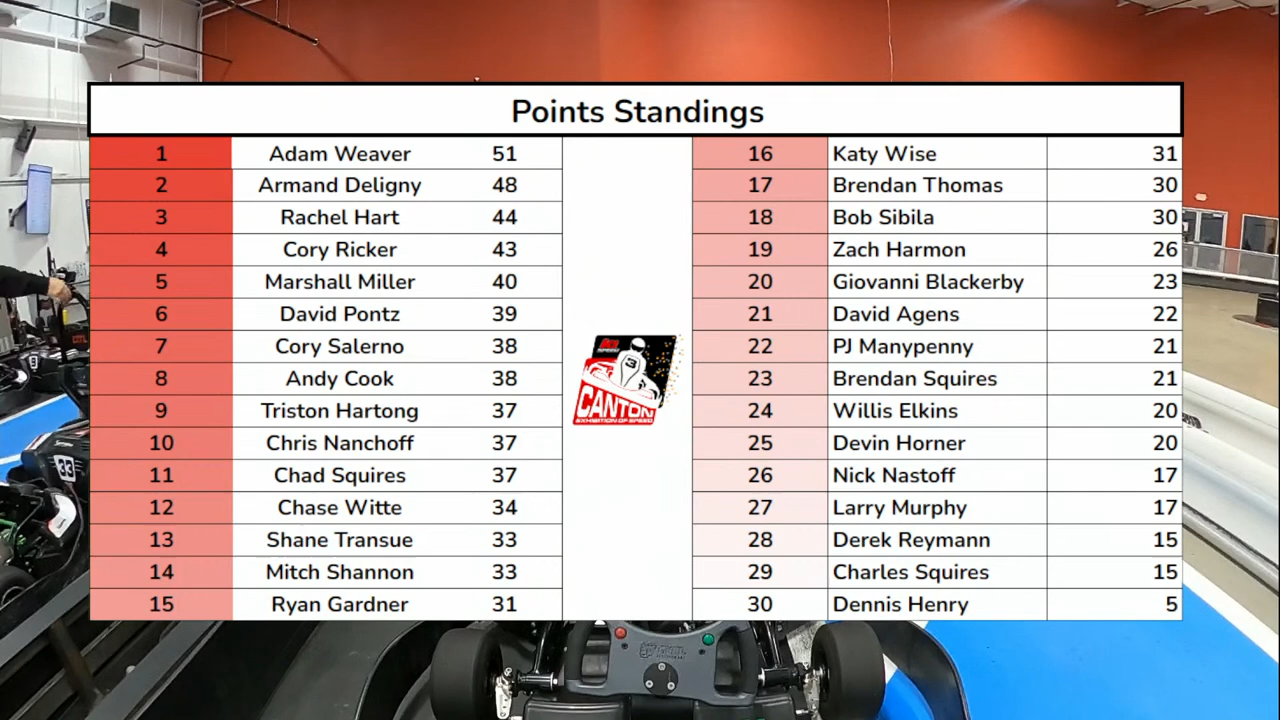 Points Standings
1 Adam Weaver 51
2 Armand Deligny 48
3 Rachel Hart 44
4 Cory Ricker 43
5 Marshall Miller 40
6 David Pontz 39
7 Cory Salerno 38
8 Andy Cook 38
9 Triston Hartong 37
10 Chris Nanchoff 37
11 Chad Squires 37
12 Chase Witte 34
13 Shane Transue 33
14 Mitch Shannon 33
15 Ryan Gardner 31
3
CANTON
EXHIBITION OF SPEED
16 Katy Wise 31
17 Brendan Thomas 30
18 Bob Sibila 30
19 Zach Harmon 26
20 Giovanni Blackerby 23
21 David Agens 22
22 PJ Manypenny 21
23 Brendan Squires 21
24 Willis Elkins 20
25 Devin Horner 20
26 Nick Nastoff 17
27 Larry Murphy 17
28 Derek Reymann 15
29 Charles Squires 15
30 Dennis Henry 5
33
9